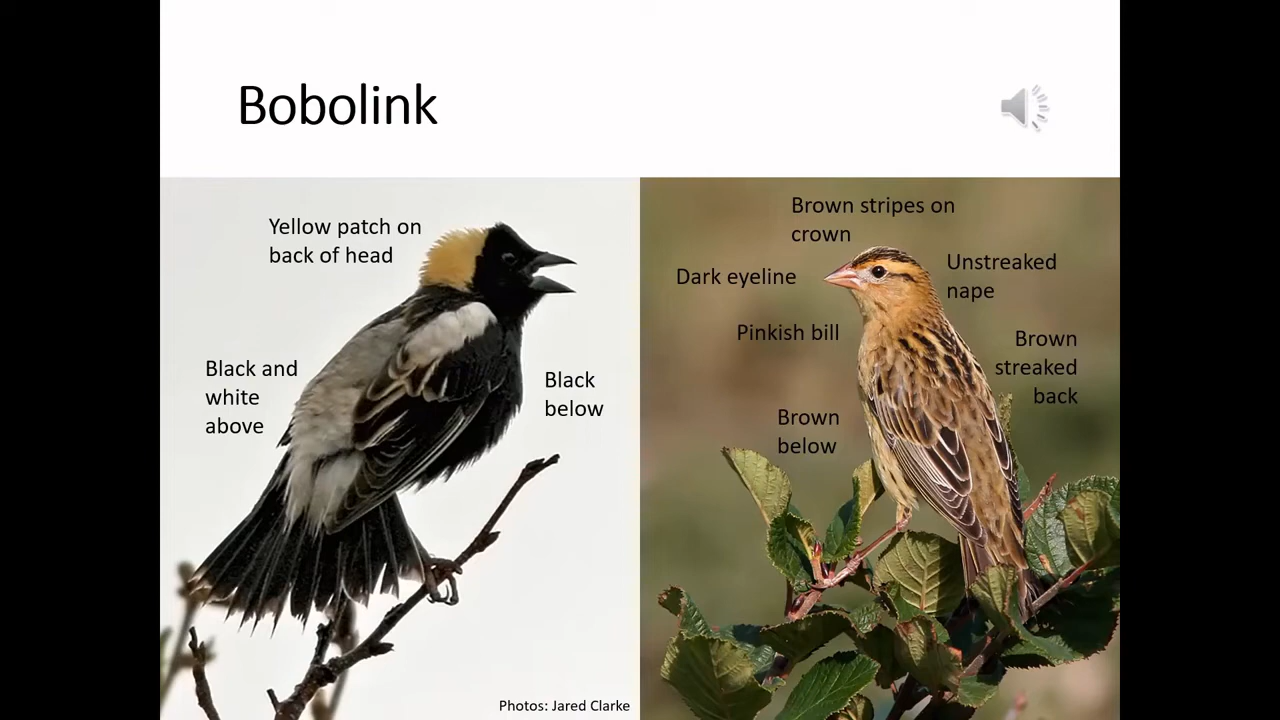 Bobolink
Yellow patch on
back of head
Black and
white
above
Black
below
Photos: Jared Clarke
Brown stripes on
crown
Dark eyeline
Unstreaked
nape
Pinkish bill
Brown
streaked
back
Brown
below